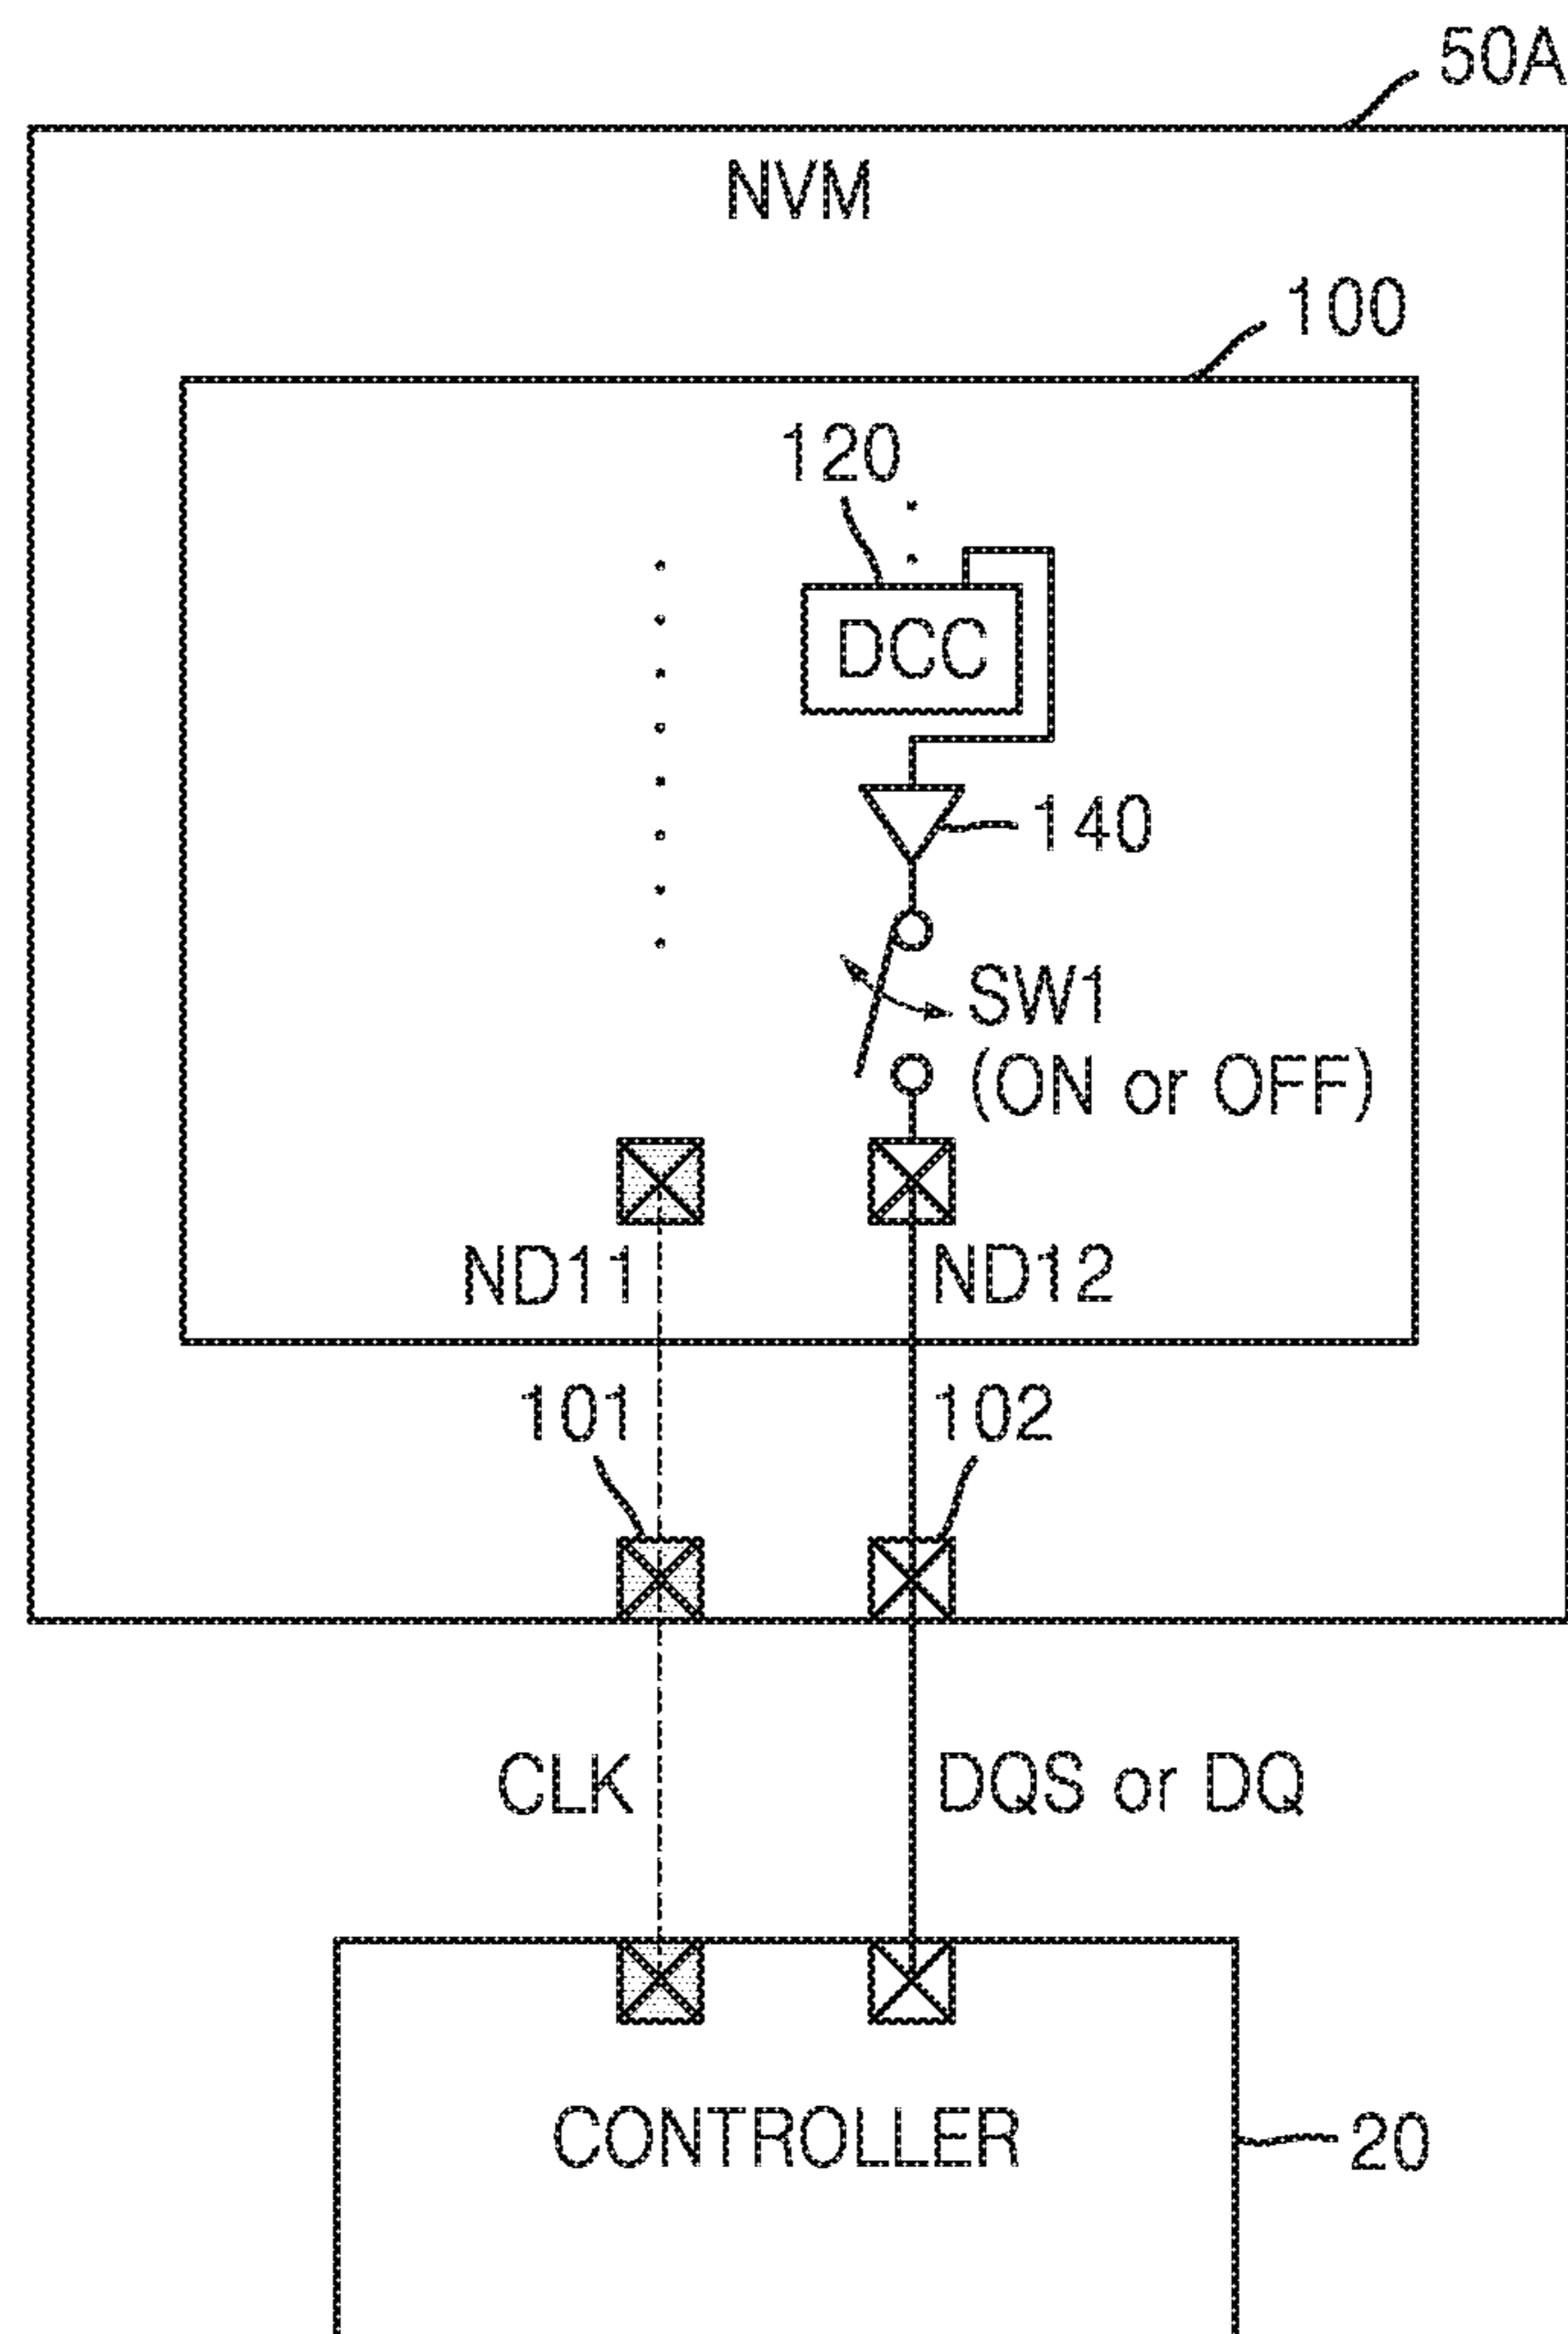 50A
NVM
100
120
DCC
140
SW1
(ON or OFF)
ND11 ND12
101 102
CLK DQS or DQ
CONTROLLER
20